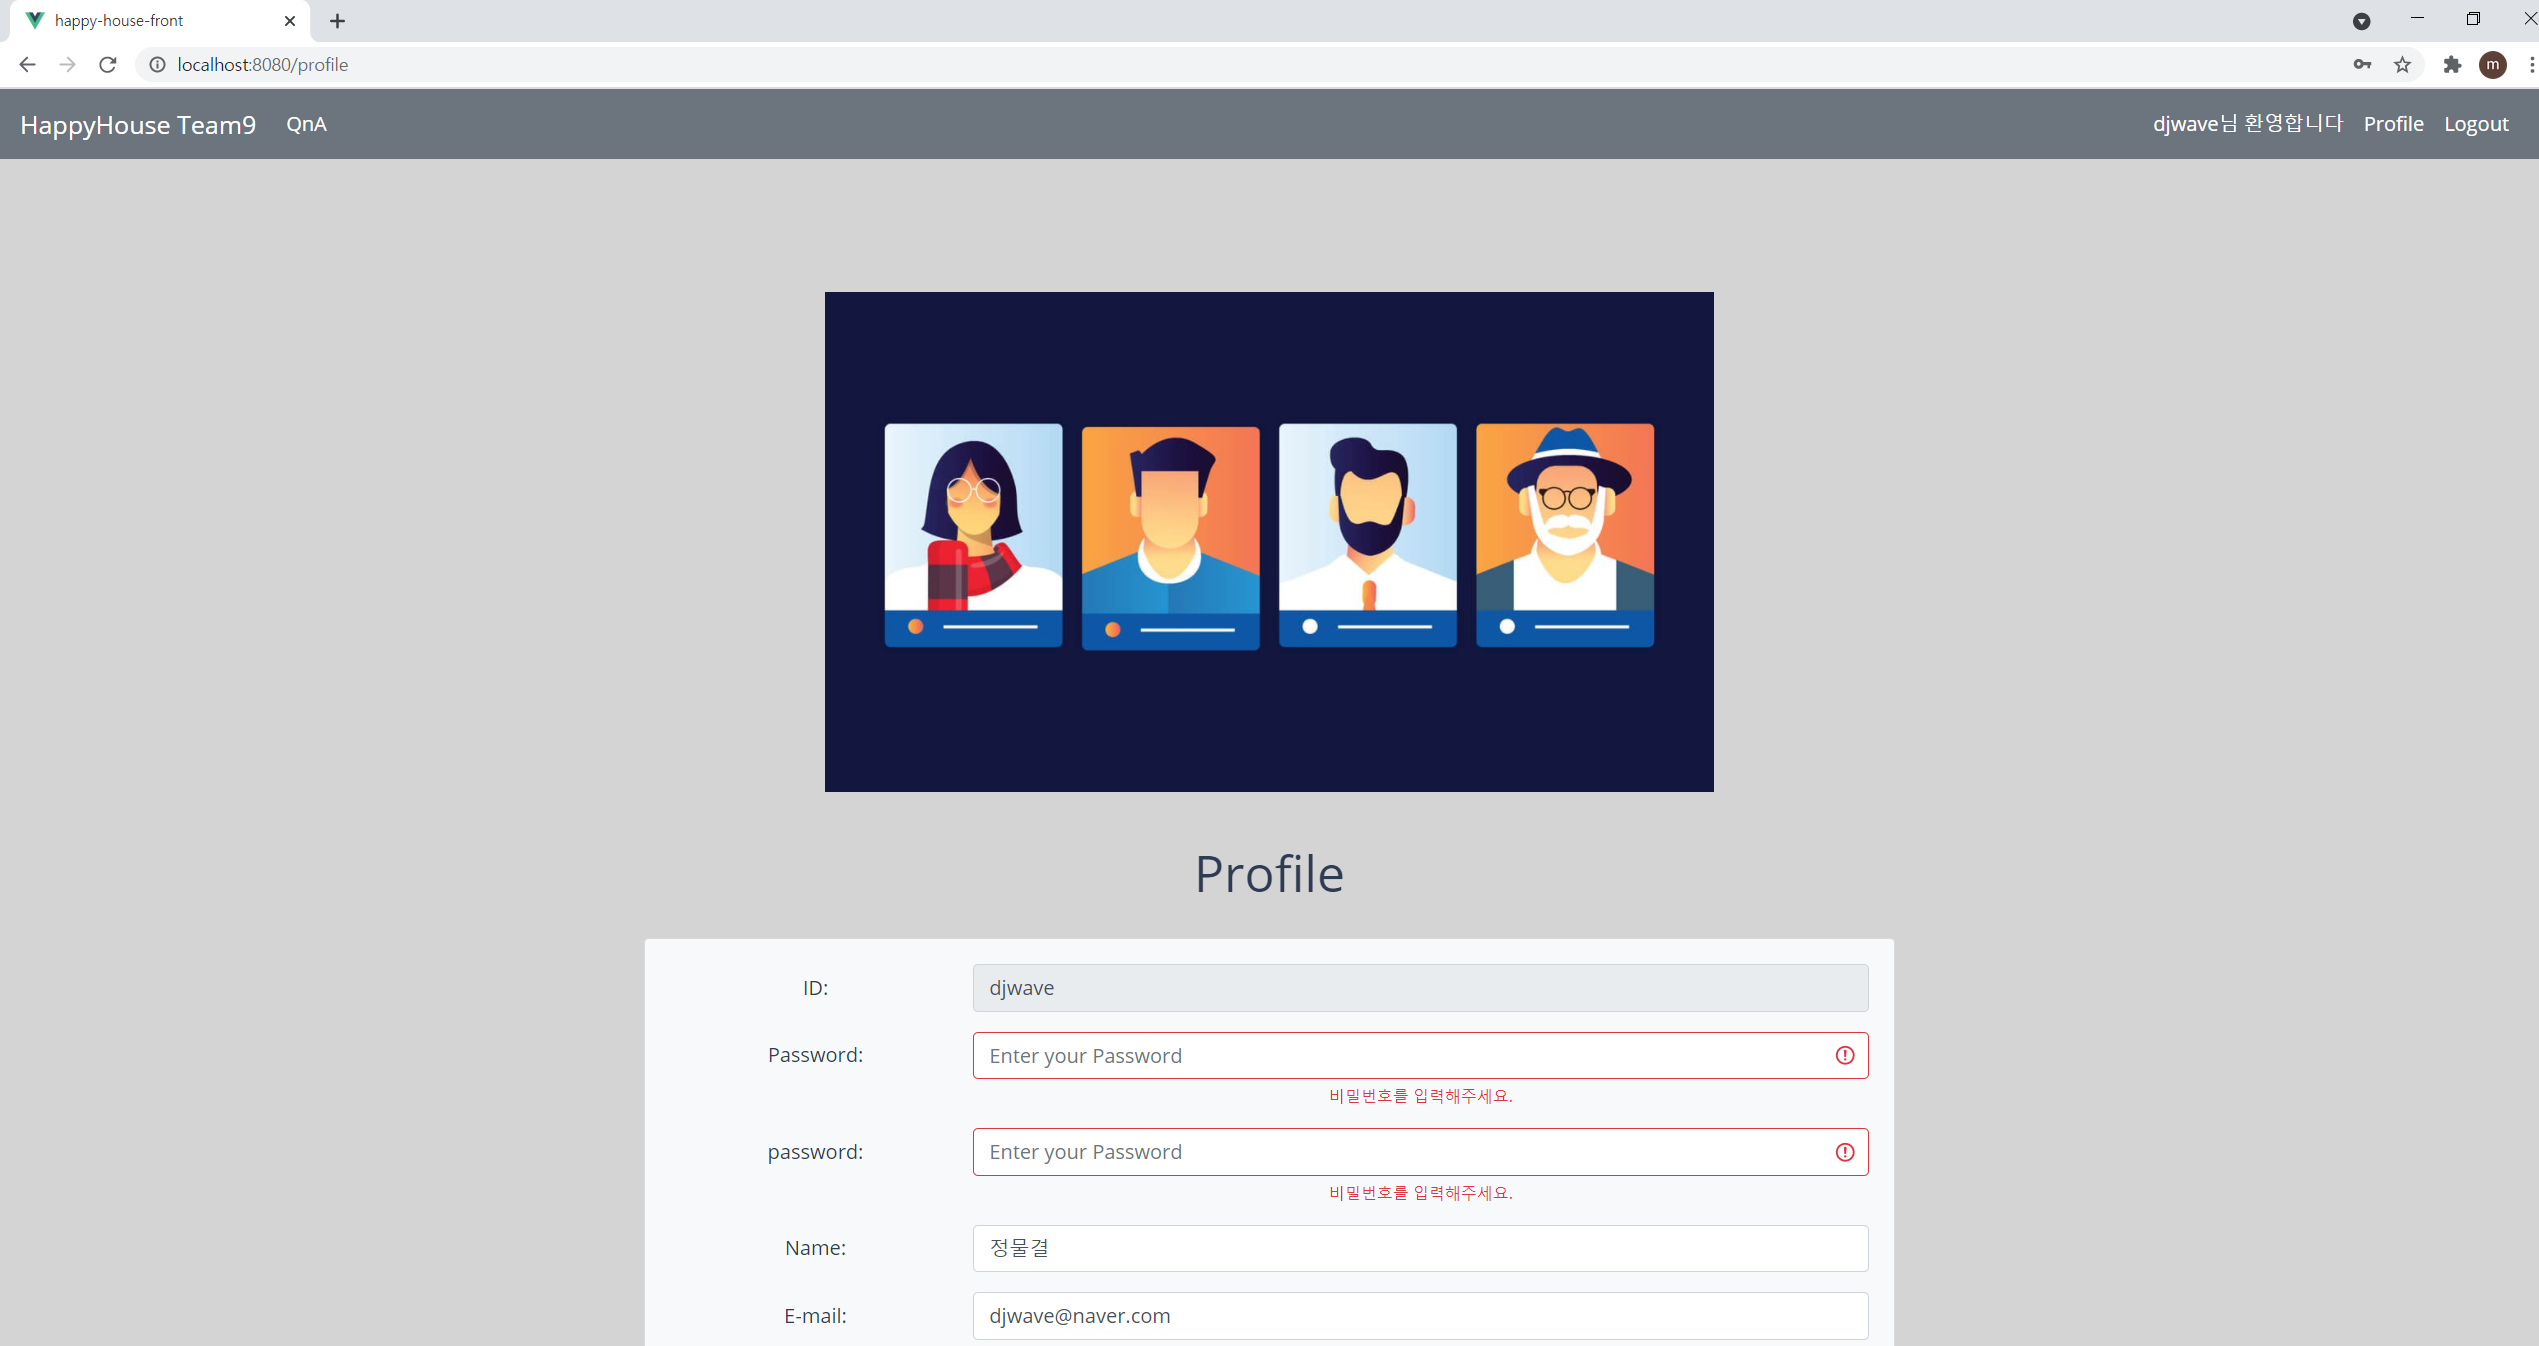 happy-house-front
localhost:8080/profile
m
HappyHouse Team9 QnA djwave님 환영합니다 Profile Logout
Profile
ID: djwave
Password: Enter your Password
비밀번호를 입력해주세요.
password: Enter your Password
비밀번호를 입력해주세요.
Name: 정물결
E-mail: djwave@naver.com